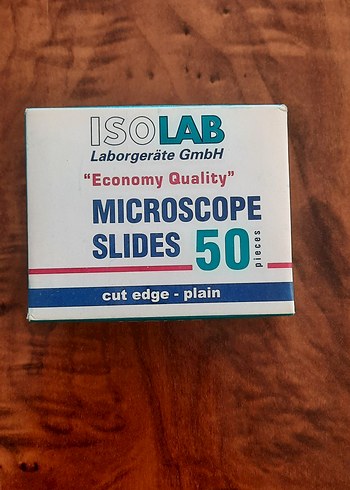 ISOLAB
Laborgeräte GmbH
“Economy Quality”
MICROSCOPE
SLIDES 50 pieces
cut edge - plain